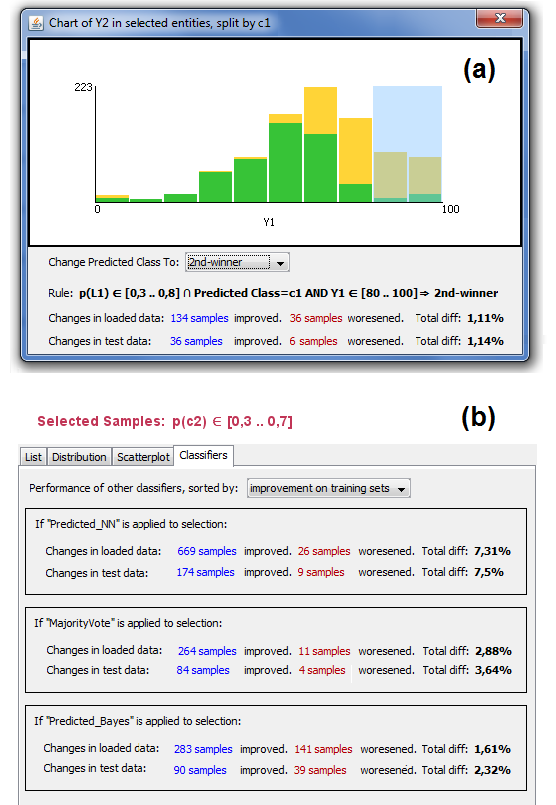 Chart of Y2 in selected entities, split by c1
(a)
223
0
100
Y1
Change Predicted Class To: 2nd-winner
Rule: p(L1) ∈ [0,3 .. 0,8] ∩ Predicted Class=c1 AND Y1 ∈ [80 .. 100]⇒ 2nd-winner
Changes in loaded data: 134 samples improved. 36 samples woresened. Total diff: 1,11%
Changes in test data: 36 samples improved. 6 samples woresened. Total diff: 1,14%
Selected Samples: p(c2) ∈ [0,3 .. 0,7]
(b)
List Distribution Scatterplot Classifiers
Performance of other classifiers, sorted by: improvement on training sets
If "Predicted_NN" is applied to selection:
Changes in loaded data: 669 samples improved. 26 samples woresened. Total diff: 7,31%
Changes in test data: 174 samples improved. 9 samples woresened. Total diff: 7,5%
If "MajorityVote" is applied to selection:
Changes in loaded data: 264 samples improved. 11 samples woresened. Total diff: 2,88%
Changes in test data: 84 samples improved. 4 samples woresened. Total diff: 3,64%
If "Predicted_Bayes" is applied to selection:
Changes in loaded data: 283 samples improved. 141 samples woresened. Total diff: 1,61%
Changes in test data: 90 samples improved. 39 samples woresened. Total diff: 2,32%